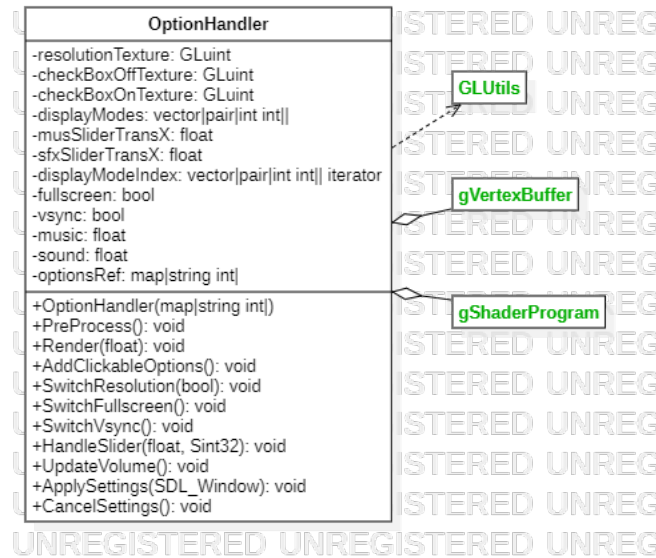 OptionHandler
-resolutionTexture: GLuint
-checkBoxOffTexture: GLuint
-checkBoxOnTexture: GLuint
-displayModes: vector|pair|int int||
-musSliderTransX: float
-sfxSliderTransX: float
-displayModeIndex: vector|pair|int int|| iterator
-fullscreen: bool
-vsync: bool
-music: float
-sound: float
-optionsRef: map|string int|
+OptionHandler(map|string int|)
+PreProcess(): void
+Render(float): void
+AddClickableOptions(): void
+SwitchResolution(bool): void
+SwitchFullscreen(): void
+SwitchVsync(): void
+HandleSlider(float, Sint32): void
+UpdateVolume(): void
+ApplySettings(SDL_Window): void
+CancelSettings(): void
GLUtils
gVertexBuffer
gShaderProgram
UNREGISTERED UNREGISTERED UNREG